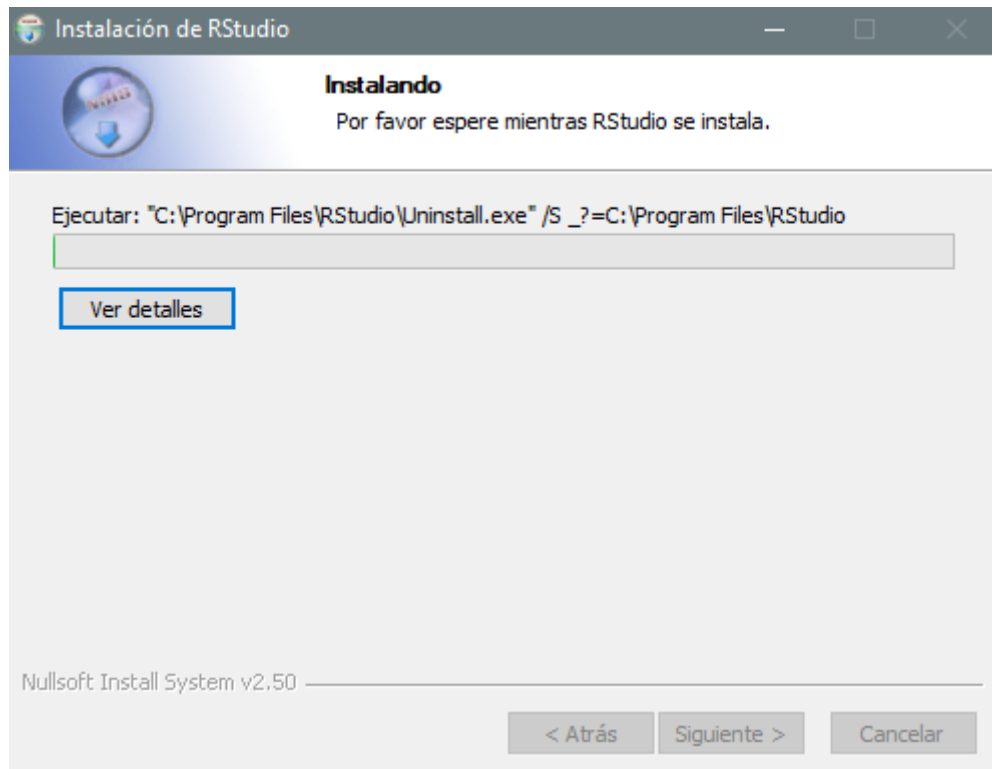 Instalación de RStudio
Instalando
Por favor espere mientras RStudio se instala.
Ejecutar: "C:\Program Files\RStudio\Uninstall.exe" /S _?=C:\Program Files\RStudio
Ver detalles
Nullsoft Install System v2.50
< Atrás
Siguiente >
Cancelar